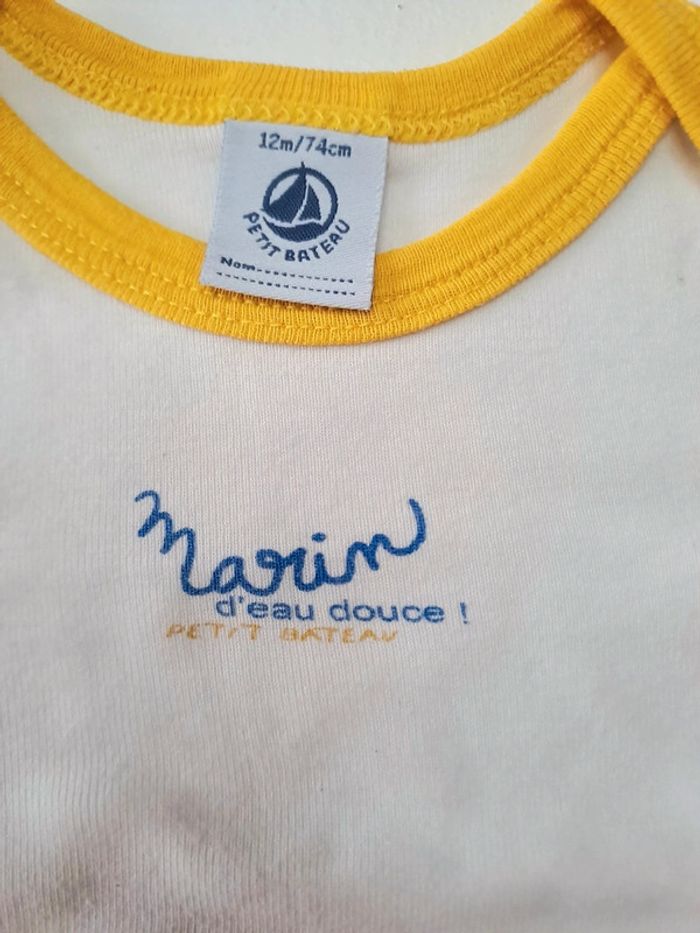 12m/74cm
PETIT BATEAU
Nom
Marin
d'eau douce !
PETIT BATEAU